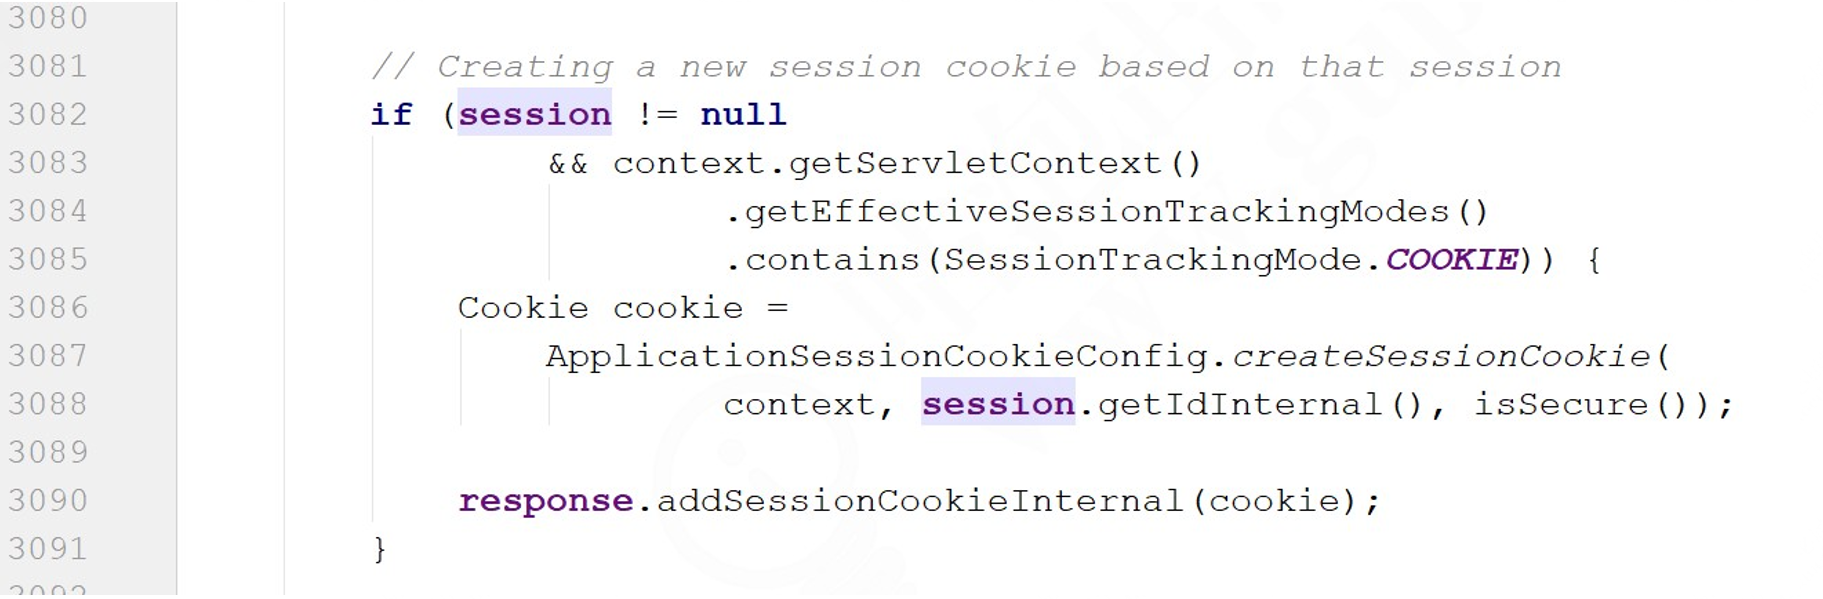 3080
3081 // Creating a new session cookie based on that session
3082 if (session != null
3083 && context.getServletContext()
3084 .getEffectiveSessionTrackingModes()
3085 .contains(SessionTrackingMode.COOKIE)) {
3086 Cookie cookie =
3087 ApplicationSessionCookieConfig.createSessionCookie(
3088 context, session.getIdInternal(), isSecure());
3089
3090 response.addSessionCookieInternal(cookie);
3091 }